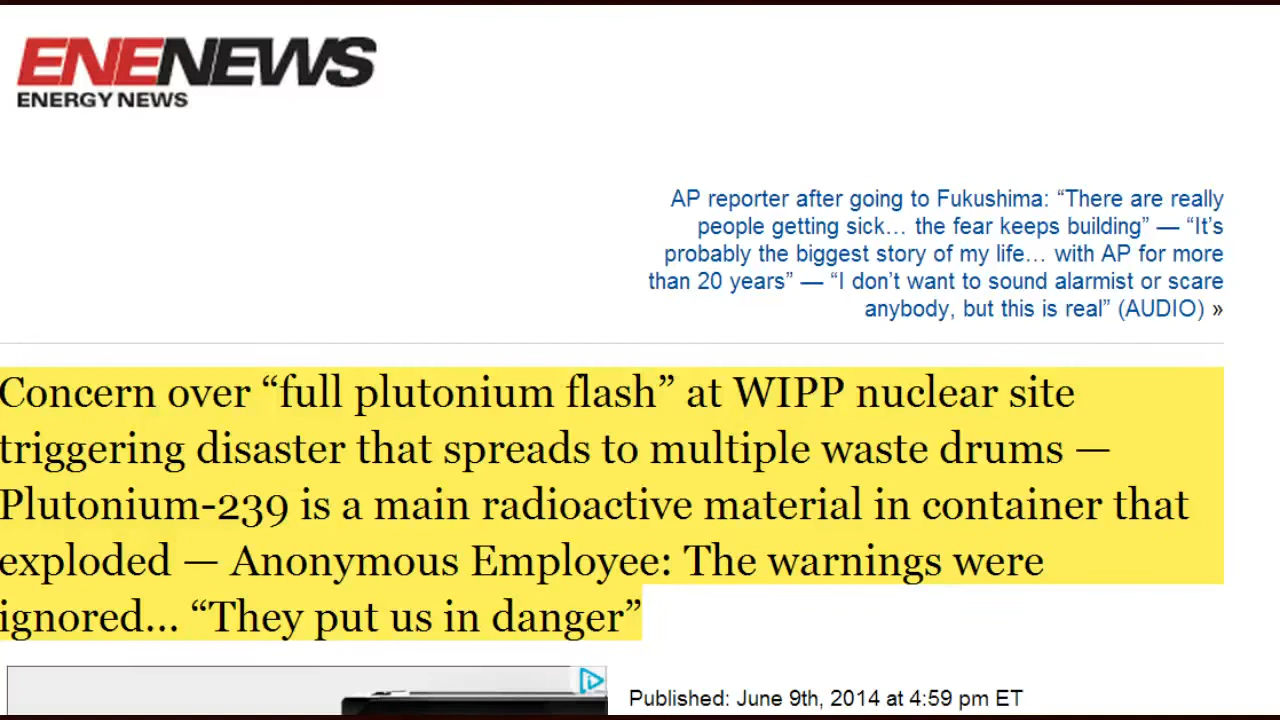 ENENEWS
ENERGY NEWS
AP reporter after going to Fukushima: “There are really
people getting sick… the fear keeps building” — “It’s
probably the biggest story of my life… with AP for more
than 20 years” — “I don’t want to sound alarmist or scare
anybody, but this is real” (AUDIO) »
Concern over “full plutonium flash” at WIPP nuclear site
triggering disaster that spreads to multiple waste drums —
Plutonium-239 is a main radioactive material in container that
exploded — Anonymous Employee: The warnings were
ignored… “They put us in danger”
Published: June 9th, 2014 at 4:59 pm ET